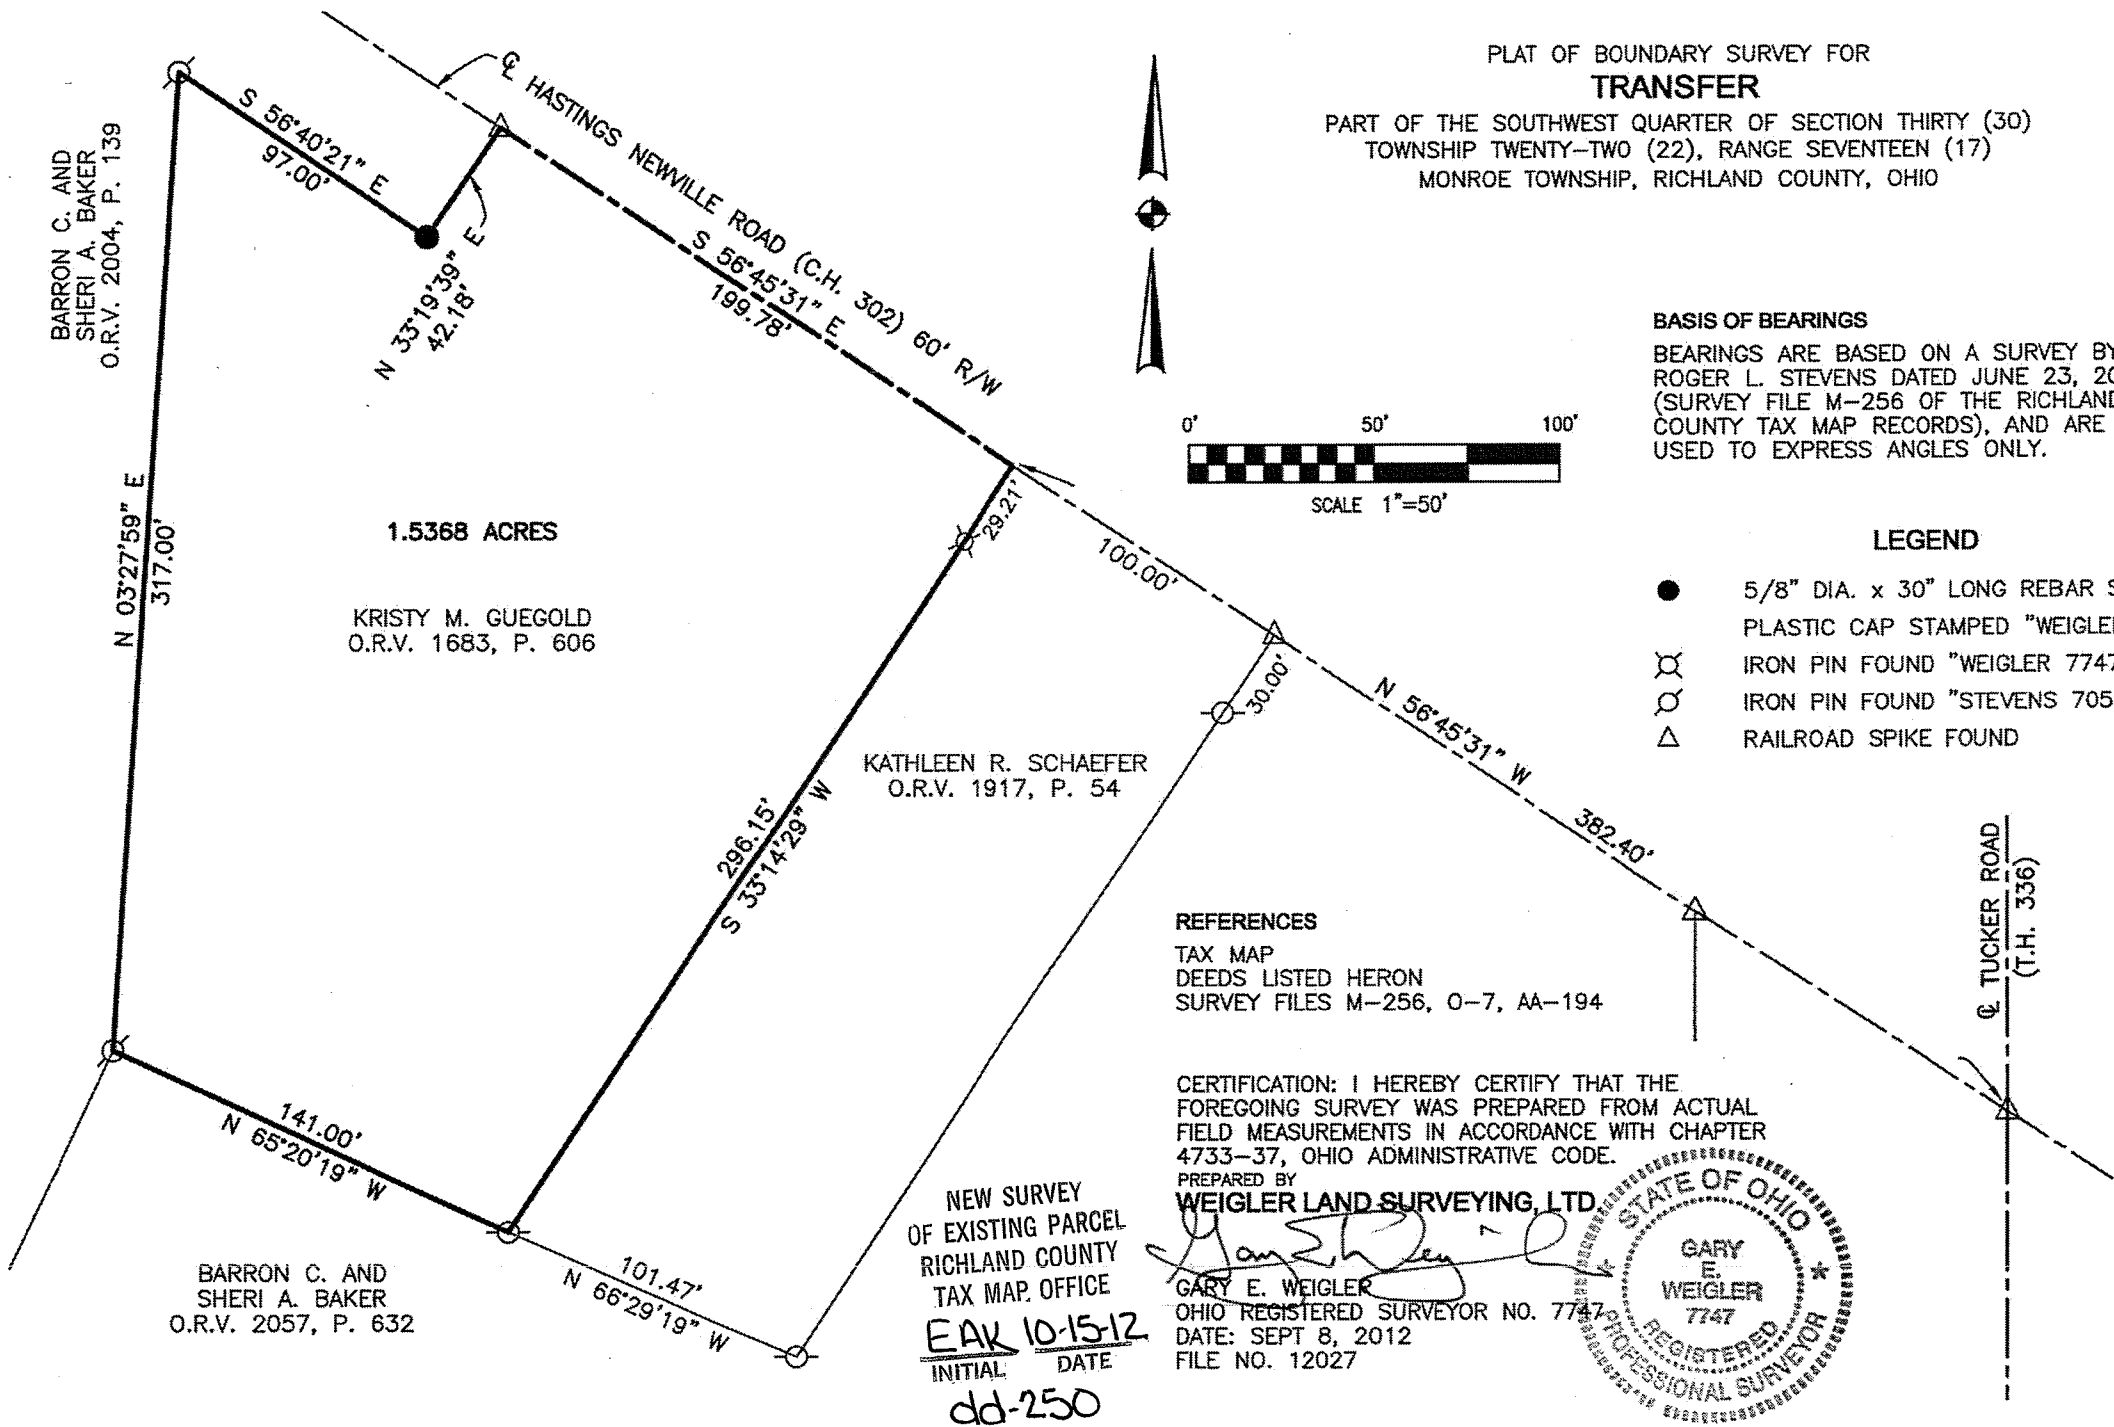 PLAT OF BOUNDARY SURVEY FOR
TRANSFER
PART OF THE SOUTHWEST QUARTER OF SECTION THIRTY (30)
TOWNSHIP TWENTY-TWO (22), RANGE SEVENTEEN (17)
MONROE TOWNSHIP, RICHLAND COUNTY, OHIO
℄ HASTINGS NEWVILLE ROAD (C.H. 302) 60' R/W
S 56°40'21" E
97.00'
N 33°19'39" E
42.18'
S 56°45'31" E
199.78'
BARRON C. AND
SHERI A. BAKER
O.R.V. 2004, P. 139
N 03°27'59" E
317.00'
1.5368 ACRES
KRISTY M. GUEGOLD
O.R.V. 1683, P. 606
29.21'
296.15'
S 33°14'29" W
100.00'
30.00'
KATHLEEN R. SCHAEFER
O.R.V. 1917, P. 54
N 56°45'31" W
382.40'
141.00'
N 65°20'19" W
101.47'
N 66°29'19" W
BARRON C. AND
SHERI A. BAKER
O.R.V. 2057, P. 632
BASIS OF BEARINGS
BEARINGS ARE BASED ON A SURVEY BY
ROGER L. STEVENS DATED JUNE 23,
(SURVEY FILE M-256 OF THE RICHLAND
COUNTY TAX MAP RECORDS), AND ARE
USED TO EXPRESS ANGLES ONLY.
0' 50' 100'
SCALE 1"=50'
LEGEND
5/8" DIA. x 30" LONG REBAR
PLASTIC CAP STAMPED "WEIGLE
IRON PIN FOUND "WEIGLER 7747
IRON PIN FOUND "STEVENS 705
RAILROAD SPIKE FOUND
℄ TUCKER ROAD
(T.H. 336)
REFERENCES
TAX MAP
DEEDS LISTED HERON
SURVEY FILES M-256, O-7, AA-194
CERTIFICATION: I HEREBY CERTIFY THAT THE
FOREGOING SURVEY WAS PREPARED FROM ACTUAL
FIELD MEASUREMENTS IN ACCORDANCE WITH CHAPTER
4733-37, OHIO ADMINISTRATIVE CODE.
PREPARED BY
WEIGLER LAND SURVEYING, LTD.
GARY E. WEIGLER
OHIO REGISTERED SURVEYOR NO. 7747
DATE: SEPT 8, 2012
FILE NO. 12027
NEW SURVEY
OF EXISTING PARCEL
RICHLAND COUNTY
TAX MAP OFFICE
EAK 10-15-12
INITIAL DATE
dd-250
STATE OF OHIO
GARY
E.
WEIGLER
7747
REGISTERED
PROFESSIONAL SURVEYOR